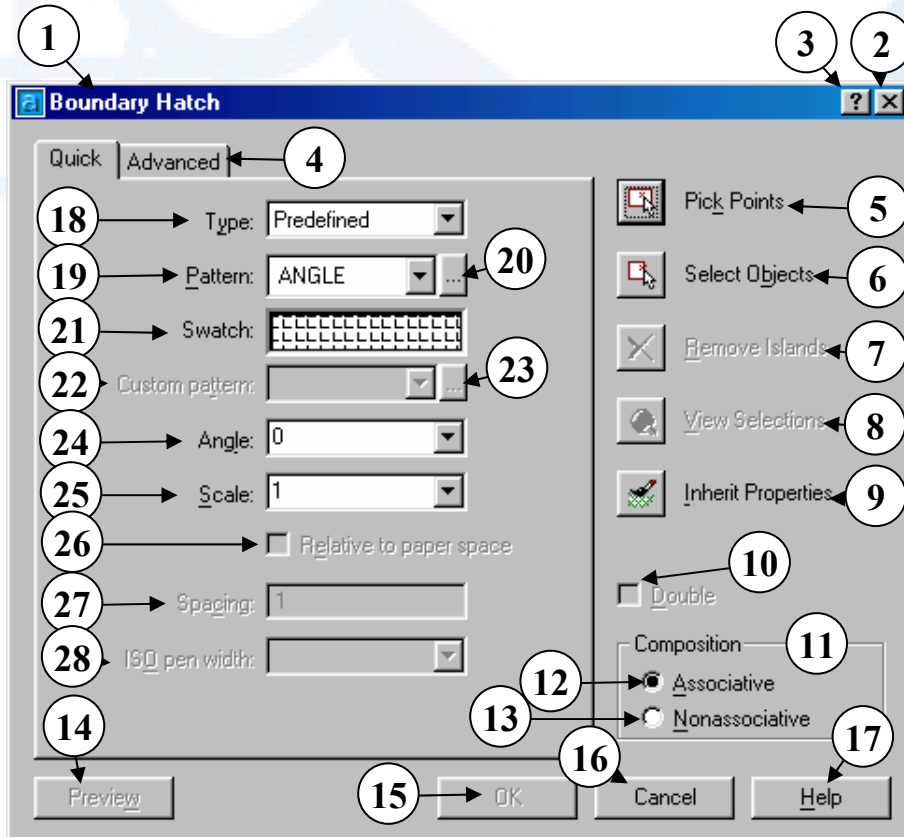 1
3 2
Boundary Hatch ? X
Quick Advanced 4
18 Type: Predefined
Pick Points 5
19 Pattern: ANGLE ... 20
Select Objects 6
21 Swatch:
Remove Islands 7
22 Custom pattern: ... 23
View Selections 8
24 Angle: 0
25 Scale: 1
Inherit Properties 9
26 Relative to paper space
10
Double
27 Spacing: 1
28 ISO pen width:
Composition 11
12 Associative
13 Nonassociative
14 16 17
Preview 15 OK Cancel Help